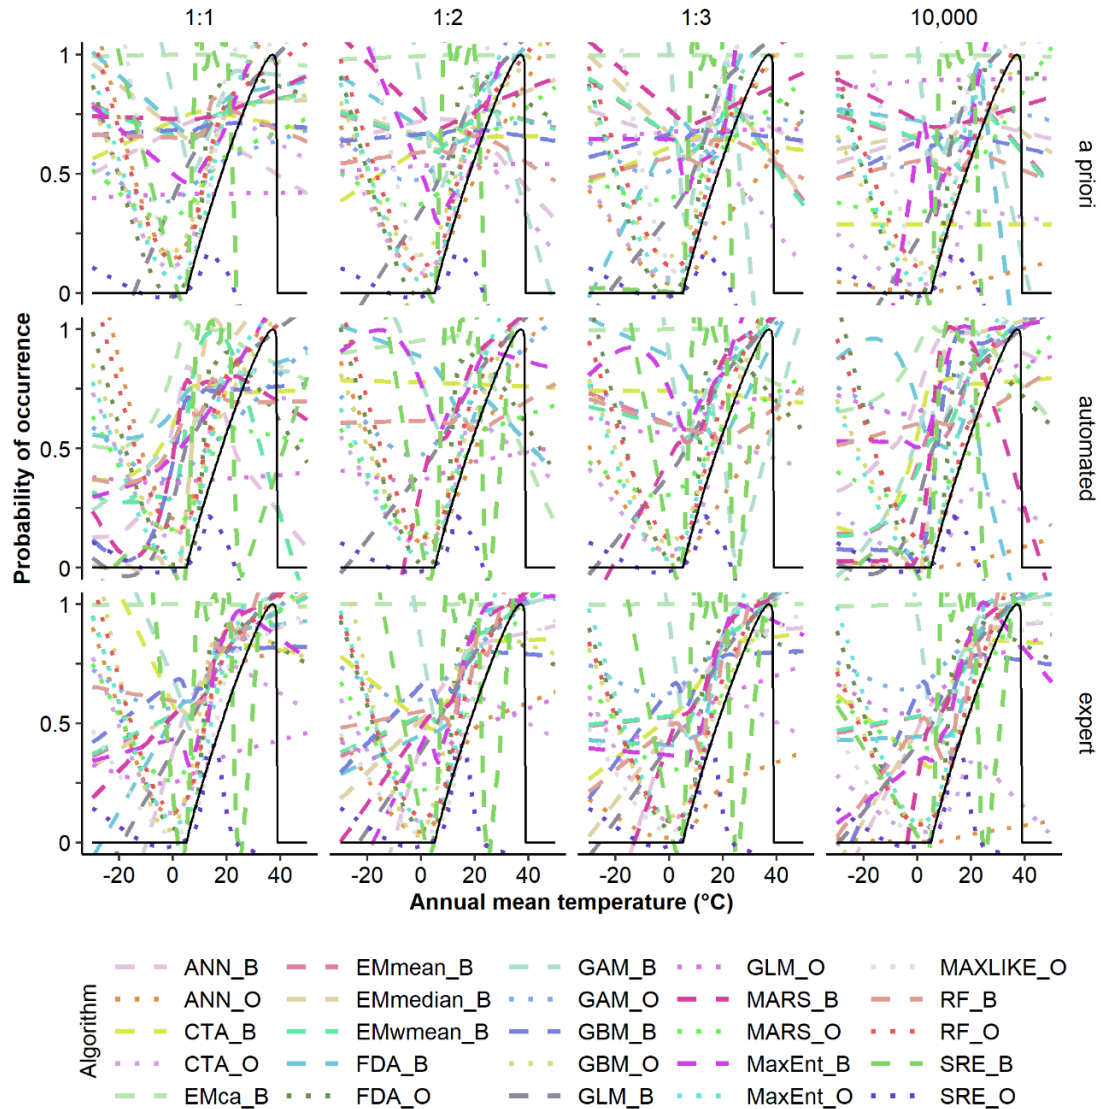 1:1 1:2 1:3 10,000
1
0.5
0
a priori
1
0.5
0
automated
1
0.5
0
expert
Probability of occurrence
-20 0 20 40 -20 0 20 40 -20 0 20 40 -20 0 20 40
Annual mean temperature (°C)
Algorithm
ANN_B EMmean_B GAM_B GLM_O MAXLIKE_O
ANN_O EMmedian_B GAM_O MARS_B RF_B
CTA_B EMwmean_B GBM_B MARS_O RF_O
CTA_O FDA_B GBM_O MaxEnt_B SRE_B
EMca_B FDA_O GLM_B MaxEnt_O SRE_O